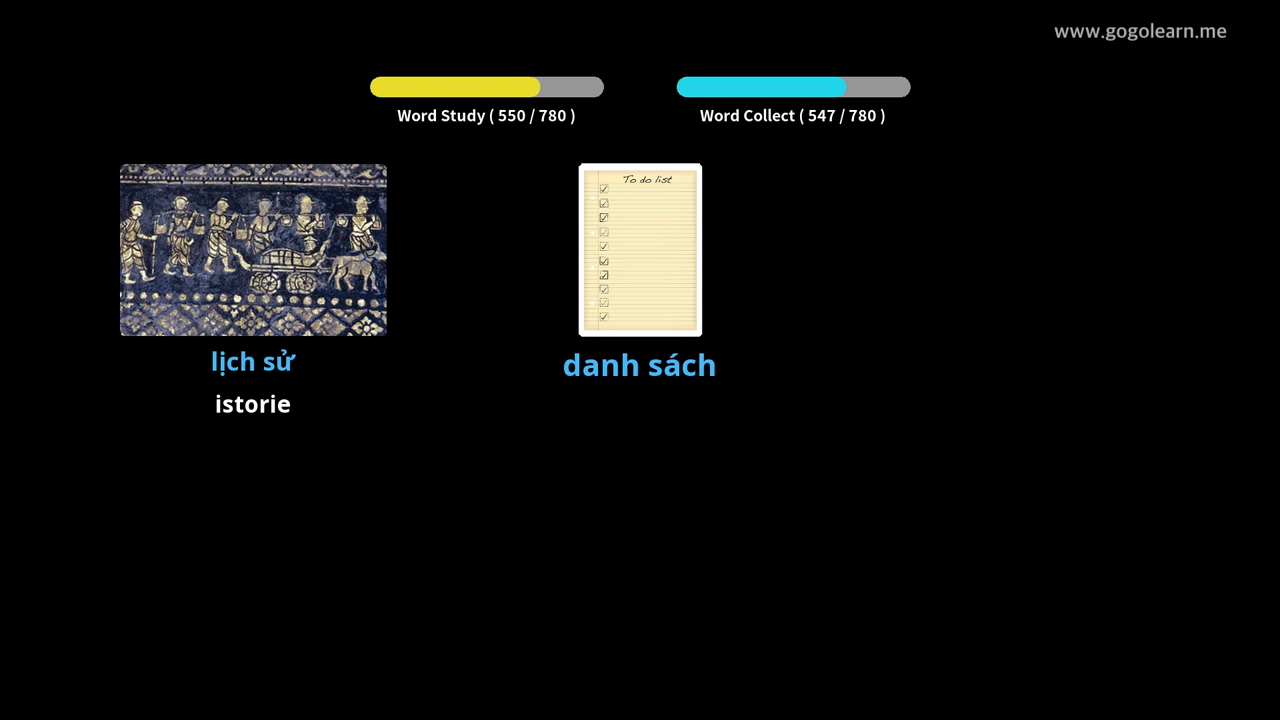 www.gogolearn.me
Word Study ( 550 / 780 )
Word Collect ( 547 / 780 )
To do list
lịch sử
danh sách
istorie